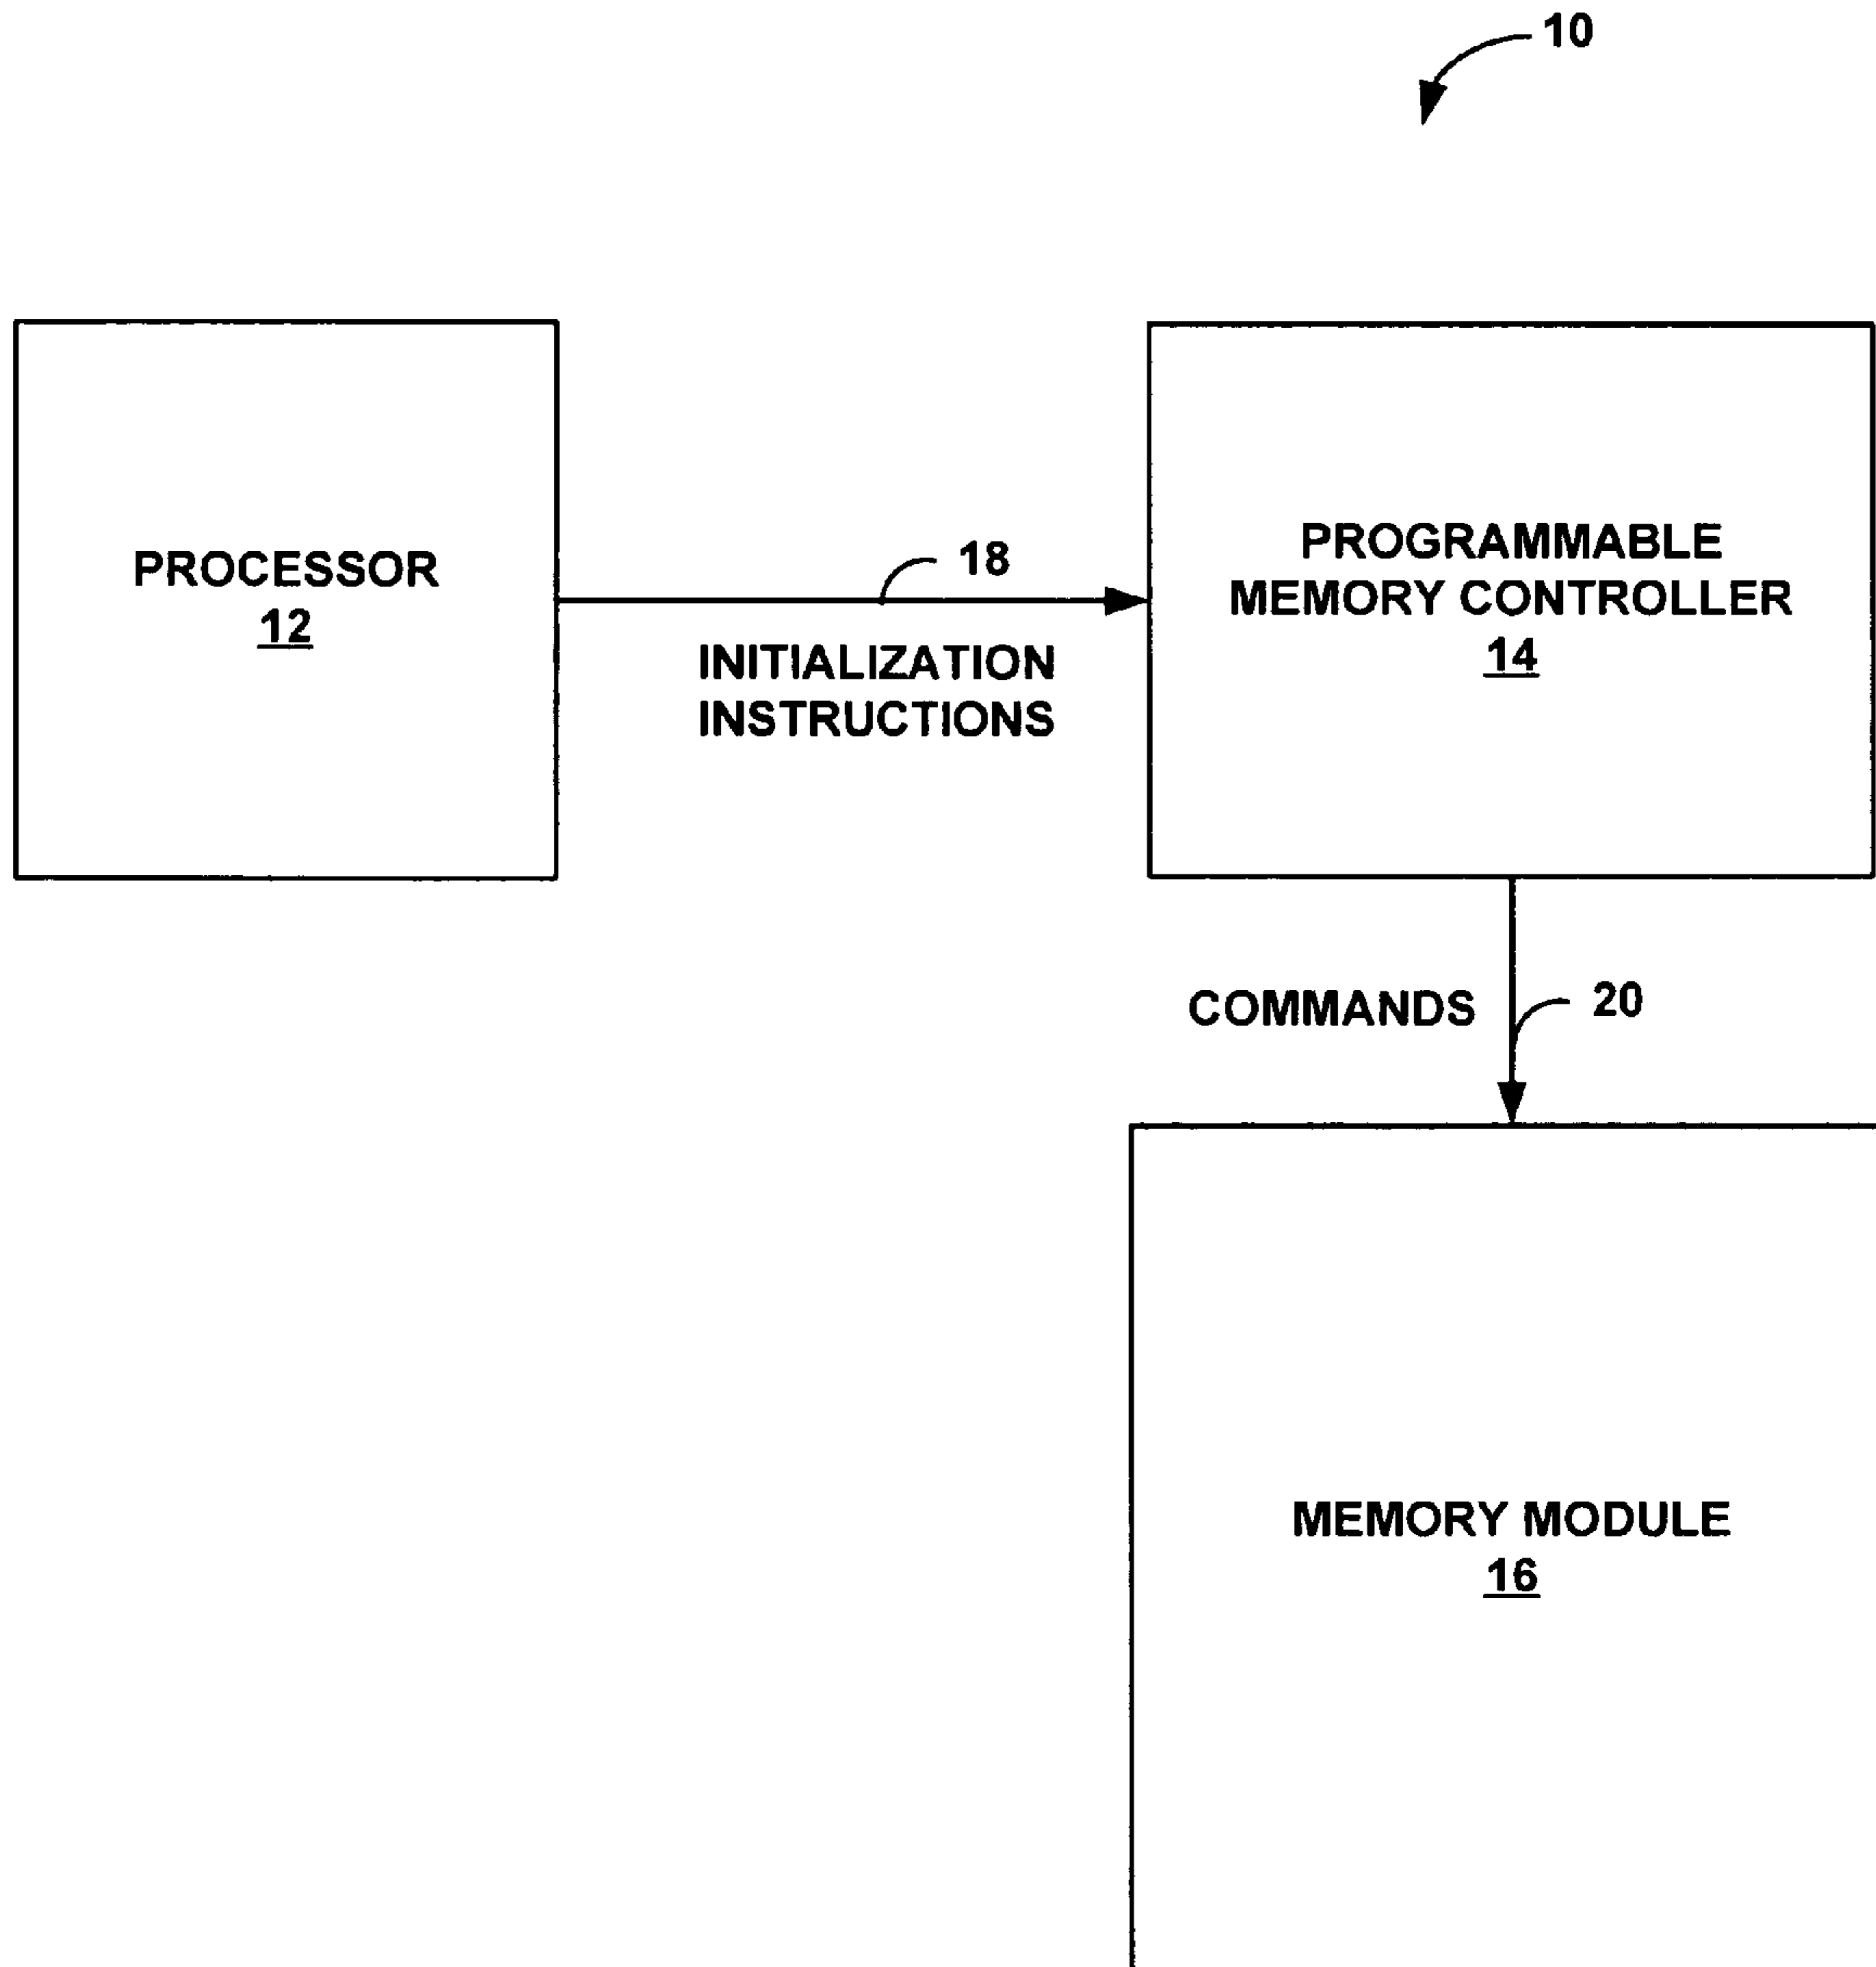 10
PROCESSOR
12
18
INITIALIZATION
INSTRUCTIONS
PROGRAMMABLE
MEMORY CONTROLLER
14
COMMANDS
20
MEMORY MODULE
16